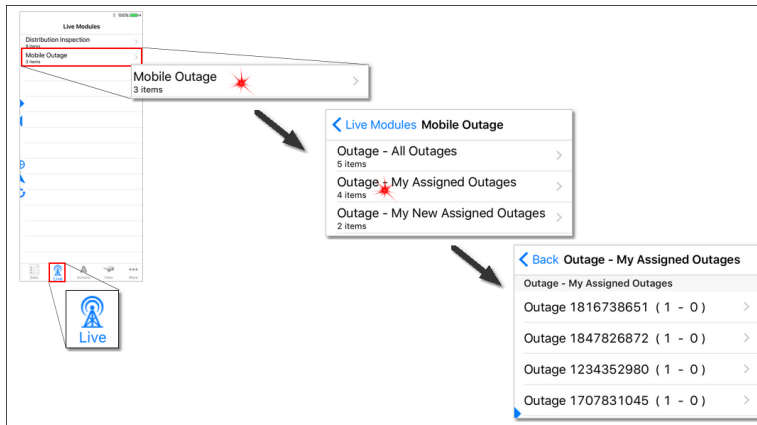 100%
Live Modules
Distribution Inspection
9 items
Mobile Outage
3 items
Mobile Outage
3 items
Live Modules Mobile Outage
Outage - All Outages
5 items
Outage - My Assigned Outages
4 items
Outage - My New Assigned Outages
2 items
Live
More
Live
Back Outage - My Assigned Outages
Outage - My Assigned Outages
Outage 1816738651 ( 1 - 0 )
Outage 1847826872 ( 1 - 0 )
Outage 1234352980 ( 1 - 0 )
Outage 1707831045 ( 1 - 0 )